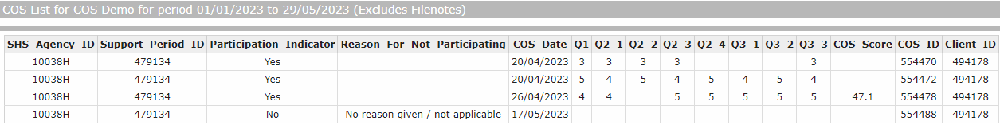 COS List for COS Demo for period 01/01/2023 to 29/05/2023 (Excludes Filenotes)
SHS_Agency_ID Support_Period_ID Participation_Indicator Reason_For_Not_Participating COS_Date Q1 Q2_1 Q2_2 Q2_3 Q2_4 Q3_1 Q3_2 Q3_3 COS_Score COS_ID Client_ID
10038H 479134 Yes 20/04/2023 3 3 3 3 3 554470 494178
10038H 479134 Yes 20/04/2023 5 4 5 4 5 4 5 4 554472 494178
10038H 479134 Yes 26/04/2023 4 4 5 5 5 5 5 47.1 554478 494178
10038H 479134 No No reason given / not applicable 17/05/2023 554488 494178